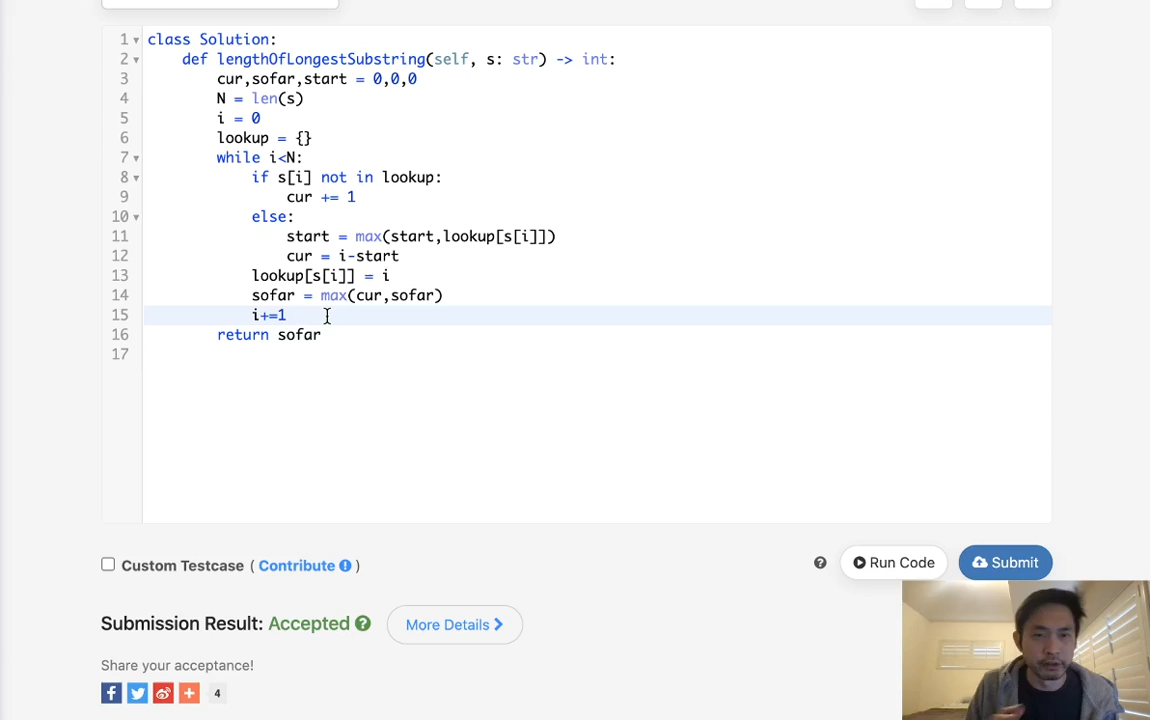 1 class Solution:
2 def lengthOfLongestSubstring(self, s: str) -> int:
3 cur,sofar,start = 0,0,0
4 N = len(s)
5 i = 0
6 lookup = {}
7 while i<N:
8 if s[i] not in lookup:
9 cur += 1
10 else:
11 start = max(start,lookup[s[i]])
12 cur = i-start
13 lookup[s[i]] = i
14 sofar = max(cur,sofar)
15 i+=1
16 return sofar
17
Custom Testcase ( Contribute )
? Run Code Submit
Submission Result: Accepted ? More Details
Share your acceptance!
4